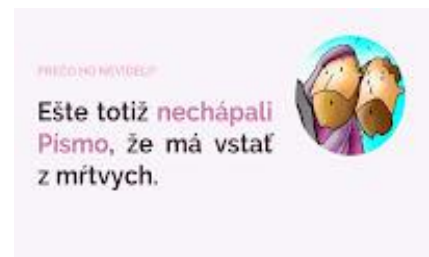 PREČO HO NEVIDELI?
Ešte totiž nechápali
Písmo, že má vstať
z mŕtvych.